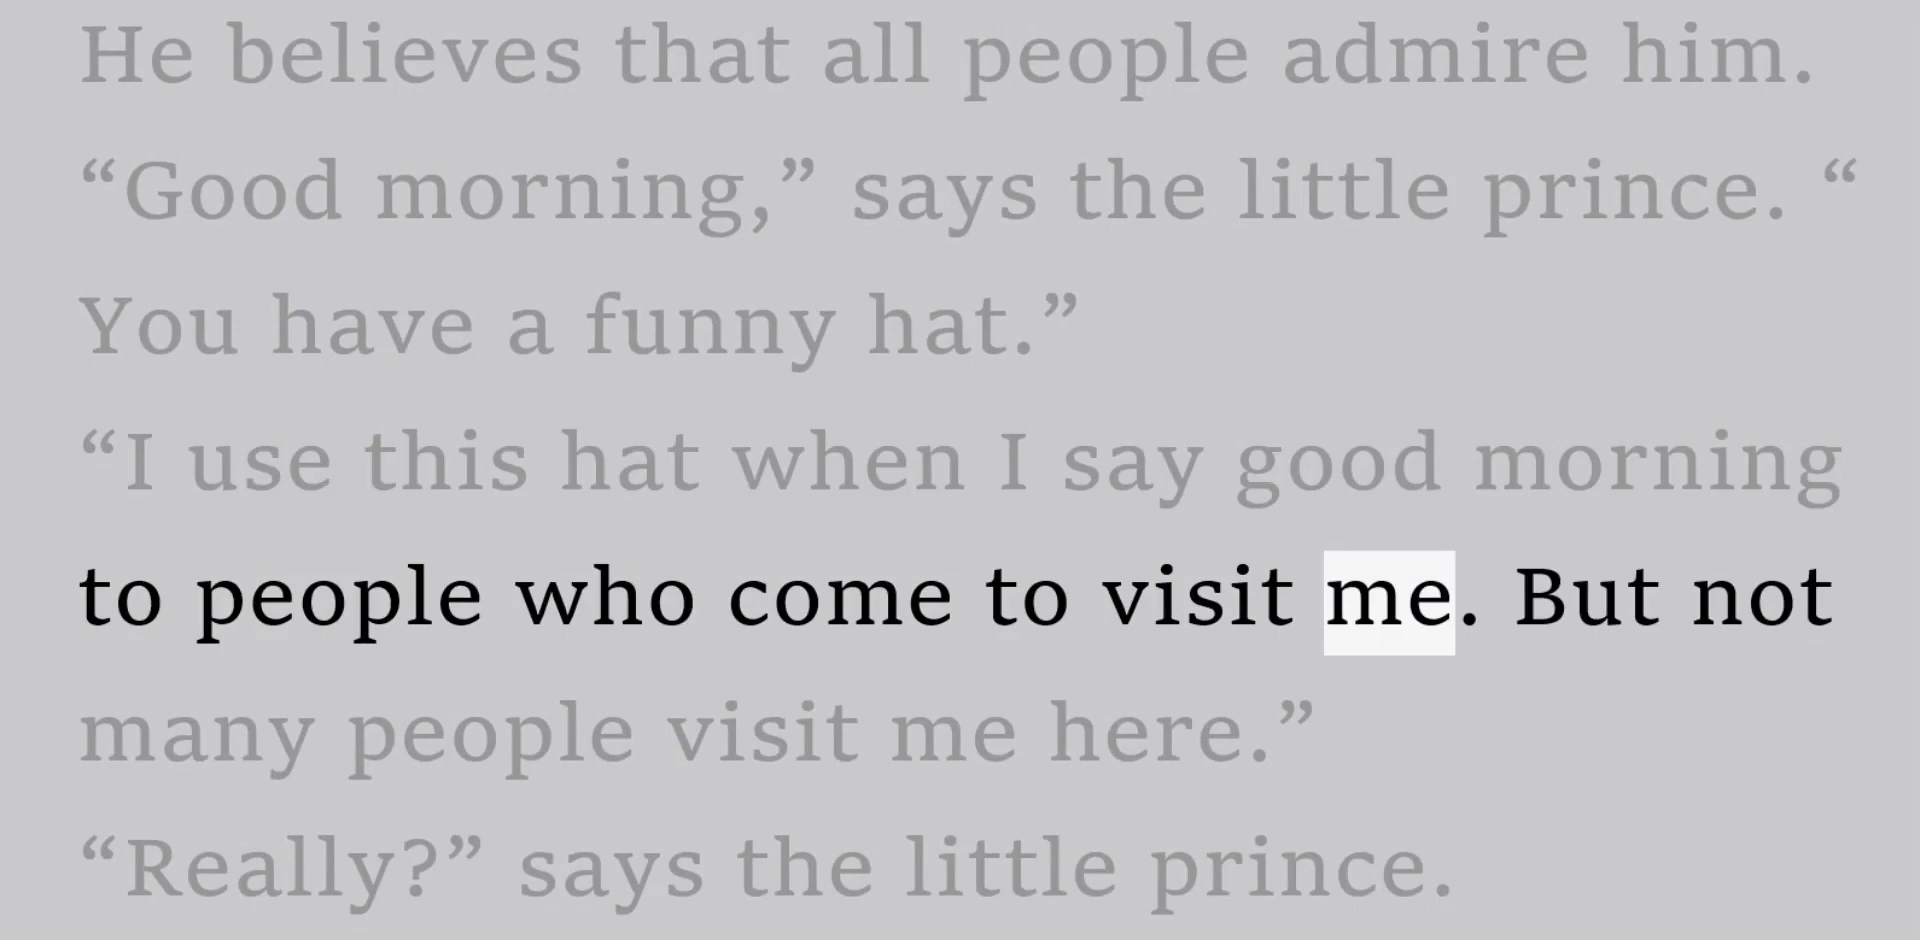 He believes that all people admire him.
“Good morning,” says the little prince. “
You have a funny hat.”
“I use this hat when I say good morning
to people who come to visit me. But not
many people visit me here.”
“Really?” says the little prince.